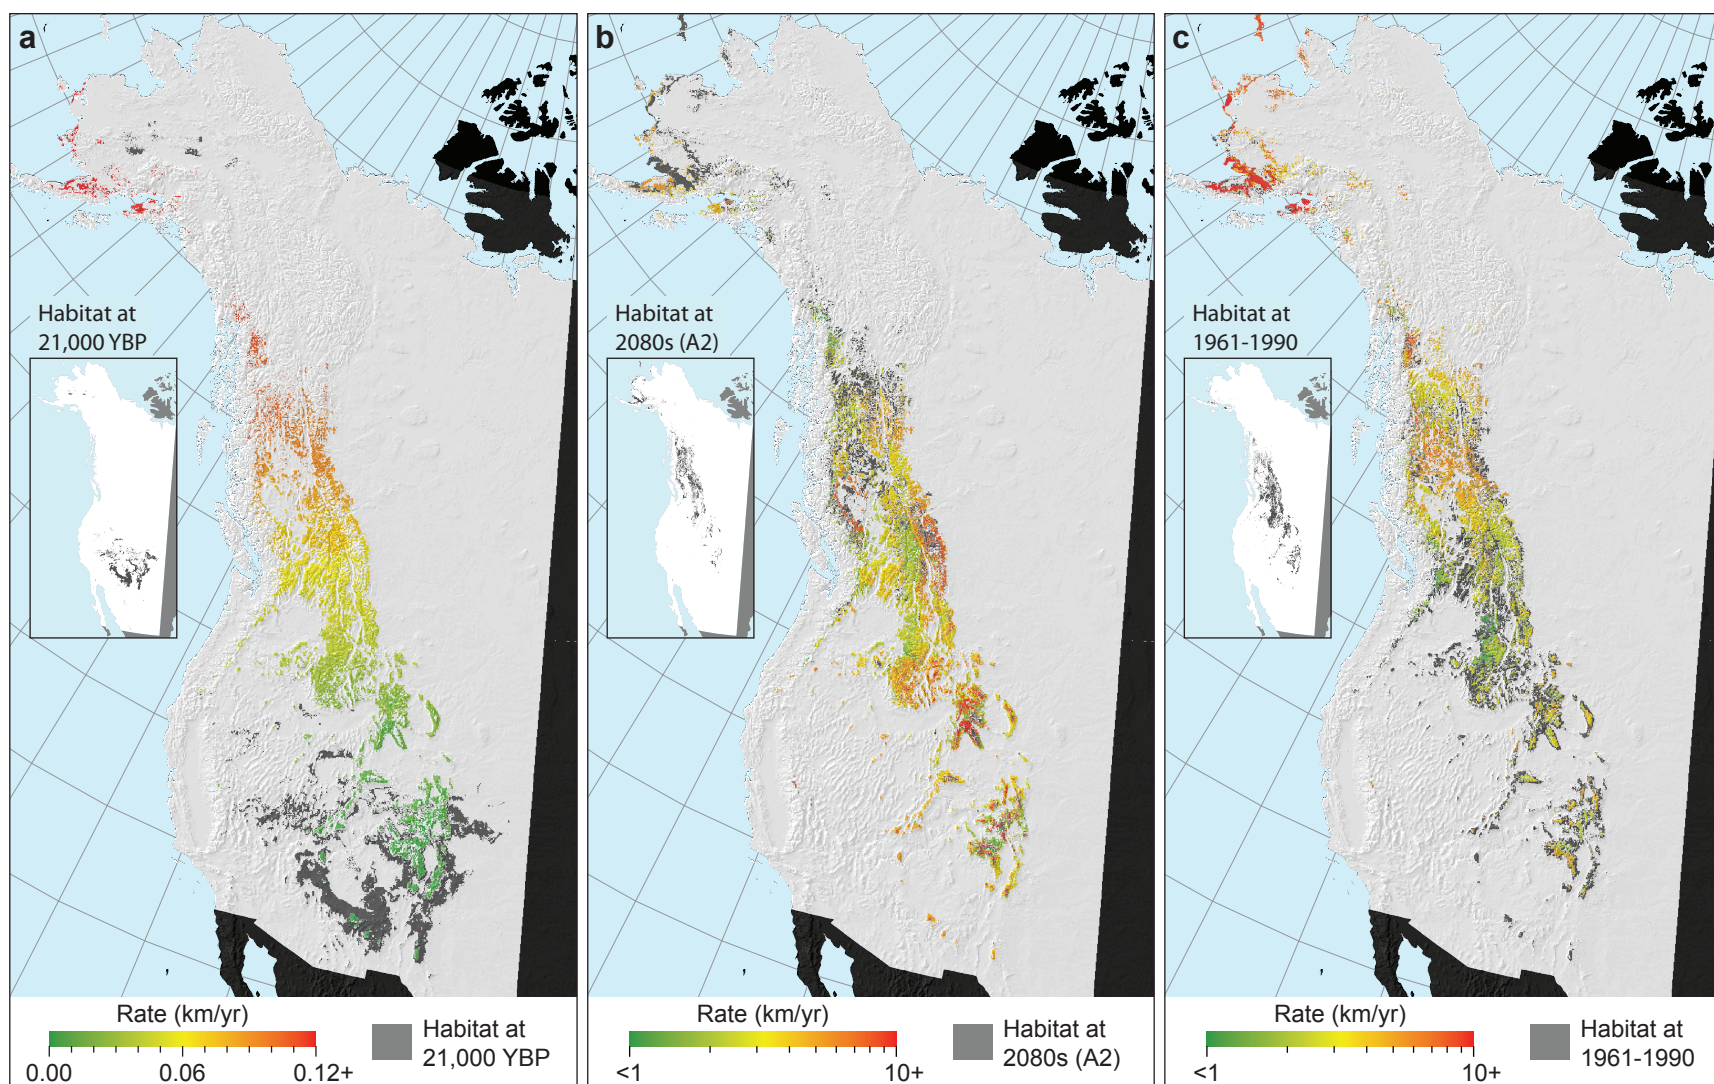 a
Habitat at
21,000 YBP
Rate (km/yr)
0.00 0.06 0.12+
Habitat at
21,000 YBP
b
Habitat at
2080s (A2)
Rate (km/yr)
<1 10+
Habitat at
2080s (A2)
c
Habitat at
1961-1990
Rate (km/yr)
<1 10+
Habitat at
1961-1990